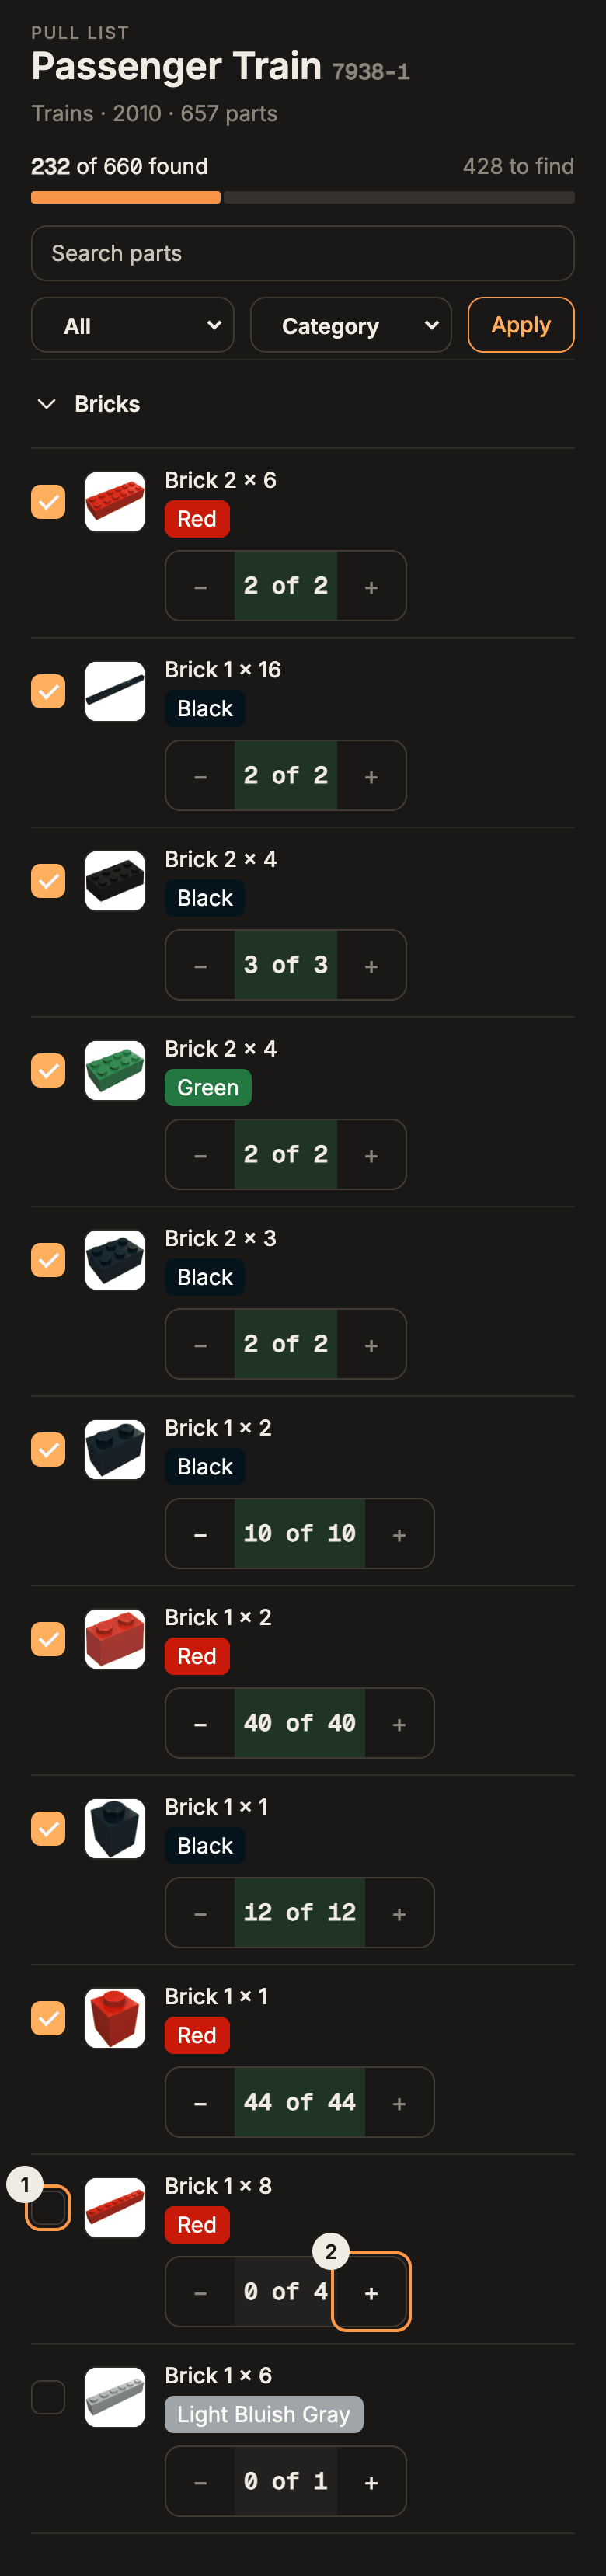 PULL LIST
Passenger Train 7938-1
Trains · 2010 · 657 parts
232 of 660 found 428 to find
Search parts
All Category Apply
Bricks
Brick 2 × 6
Red
− 2 of 2 +
Brick 1 × 16
Black
− 2 of 2 +
Brick 2 × 4
Black
− 3 of 3 +
Brick 2 × 4
Green
− 2 of 2 +
Brick 2 × 3
Black
− 2 of 2 +
Brick 1 × 2
Black
− 10 of 10 +
Brick 1 × 2
Red
− 40 of 40 +
Brick 1 × 1
Black
− 12 of 12 +
Brick 1 × 1
Red
− 44 of 44 +
1
Brick 1 × 8
Red
2
− 0 of 4 +
Brick 1 × 6
Light Bluish Gray
− 0 of 1 +